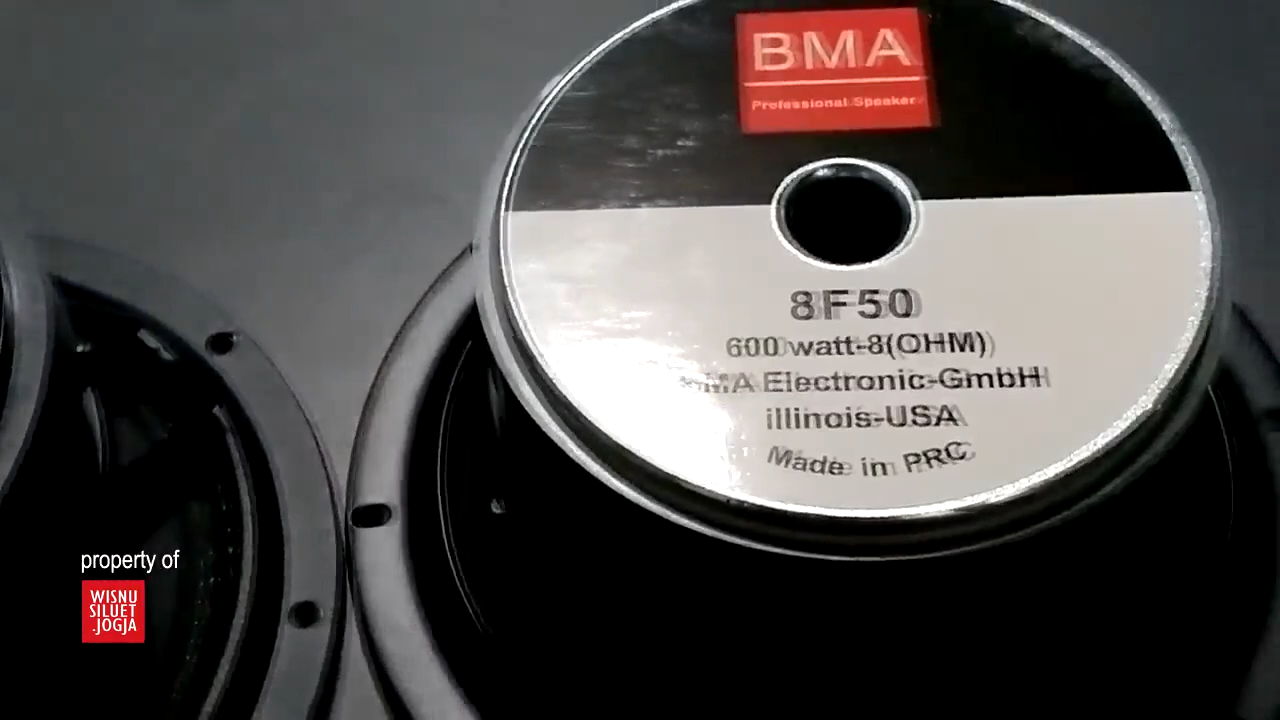 BMA
Professional Speaker
8F50
600 watt-8(OHM)
BMA Electronic-GmbH
illinois-USA
Made in PRC
property of
WISNU
SILUET
.JOGJA